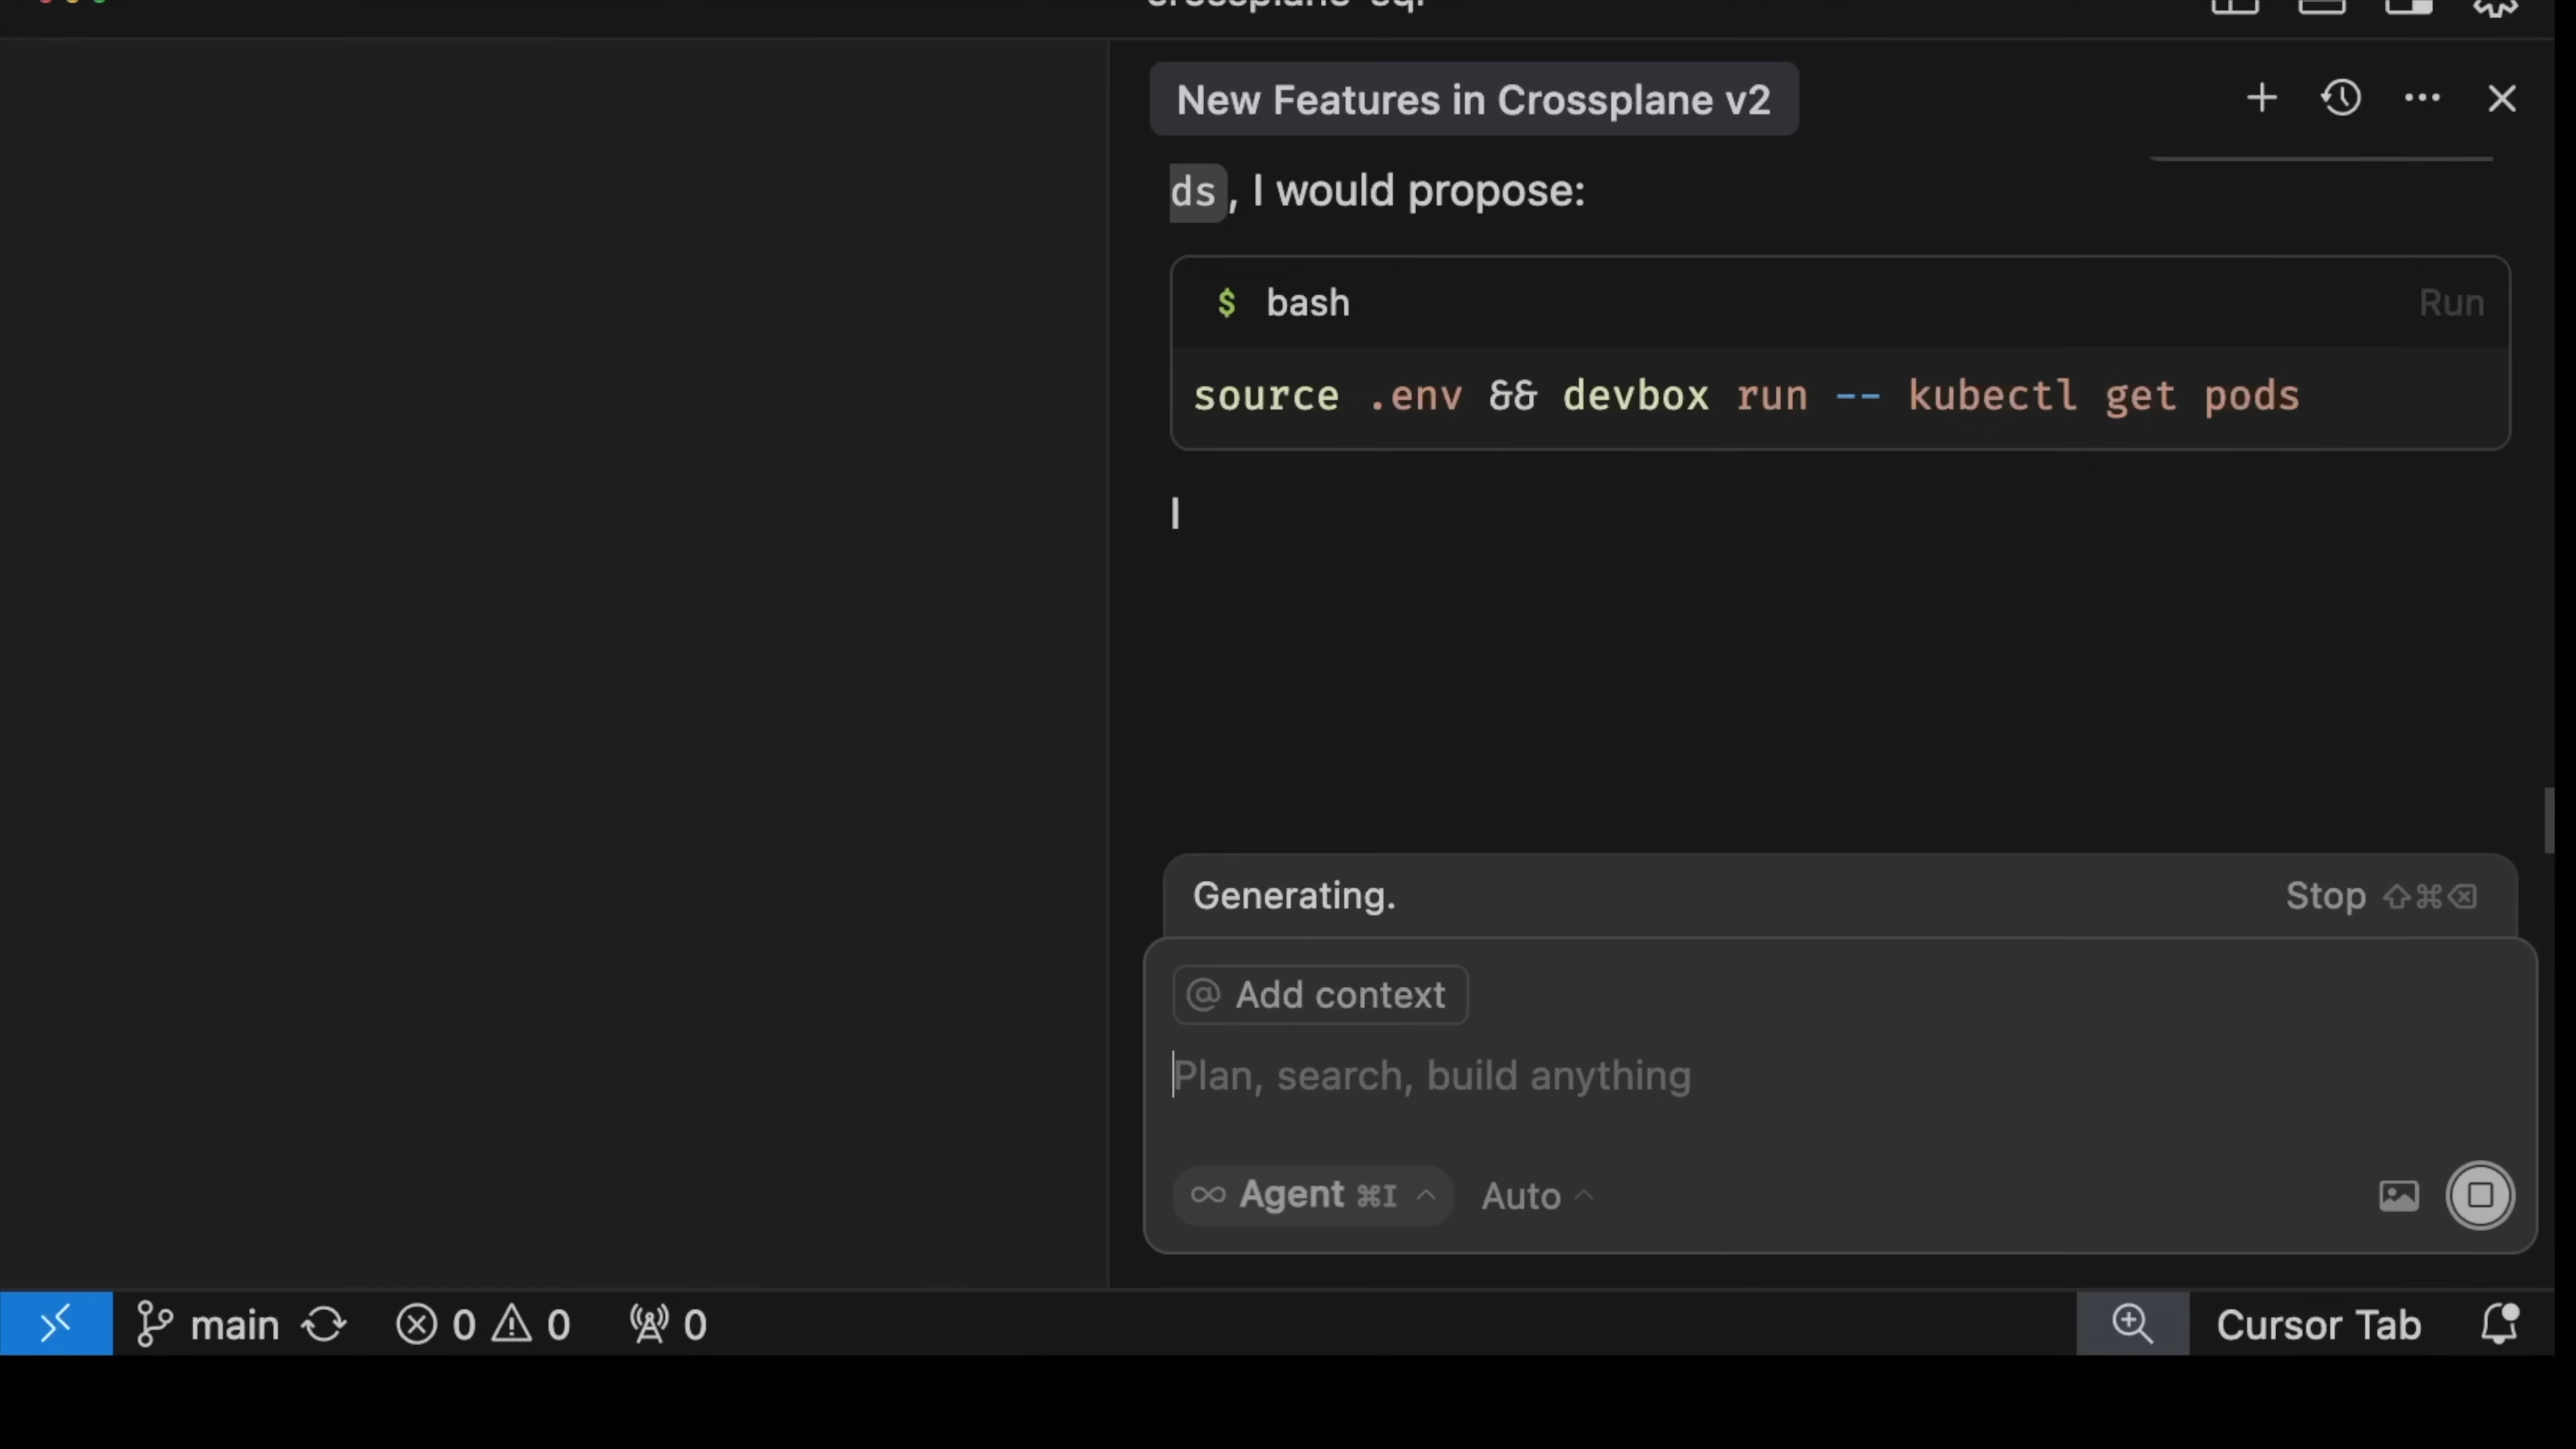 New Features in Crossplane v2
ds, I would propose:
$ bash
Run
source .env && devbox run -- kubectl get pods
I
Generating.
Stop ⇧⌘⌫
@ Add context
Plan, search, build anything
∞ Agent ⌘I
Auto
main
0
0
0
Cursor Tab